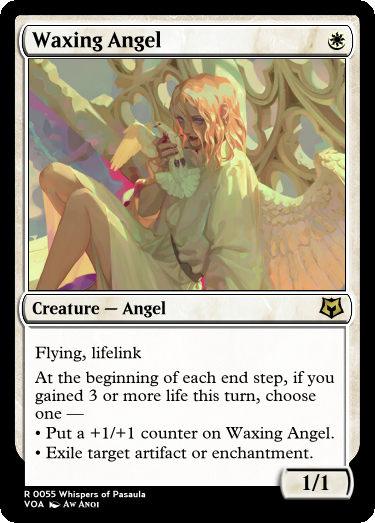 Waxing Angel
Creature — Angel
Flying, lifelink
At the beginning of each end step, if you
gained 3 or more life this turn, choose
one —
• Put a +1/+1 counter on Waxing Angel.
• Exile target artifact or enchantment.
1/1
R 0055 Whispers of Pasaula
VOA Aw Anoi